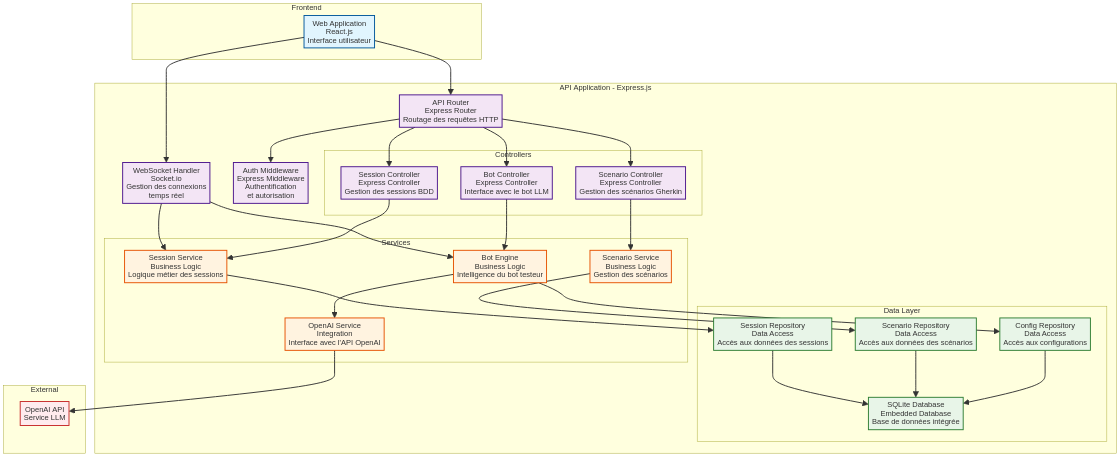 Frontend
Web Application
React.js
Interface utilisateur
API Application - Express.js
API Router
Express Router
Routage des requêtes HTTP
Controllers
WebSocket Handler
Socket.io
Gestion des connexions
temps réel
Auth Middleware
Express Middleware
Authentification
et autorisation
Session Controller
Express Controller
Gestion des sessions BDD
Bot Controller
Express Controller
Interface avec le bot LLM
Scenario Controller
Express Controller
Gestion des scénarios Gherkin
Services
Session Service
Business Logic
Logique métier des sessions
Bot Engine
Business Logic
Intelligence du bot testeur
Scenario Service
Business Logic
Gestion des scénarios
OpenAI Service
Integration
Interface avec l'API OpenAI
Data Layer
Session Repository
Data Access
Accès aux données des sessions
Scenario Repository
Data Access
Accès aux données des scénarios
Config Repository
Data Access
Accès aux configurations
External
OpenAI API
Service LLM
SQLite Database
Embedded Database
Base de données intégrée